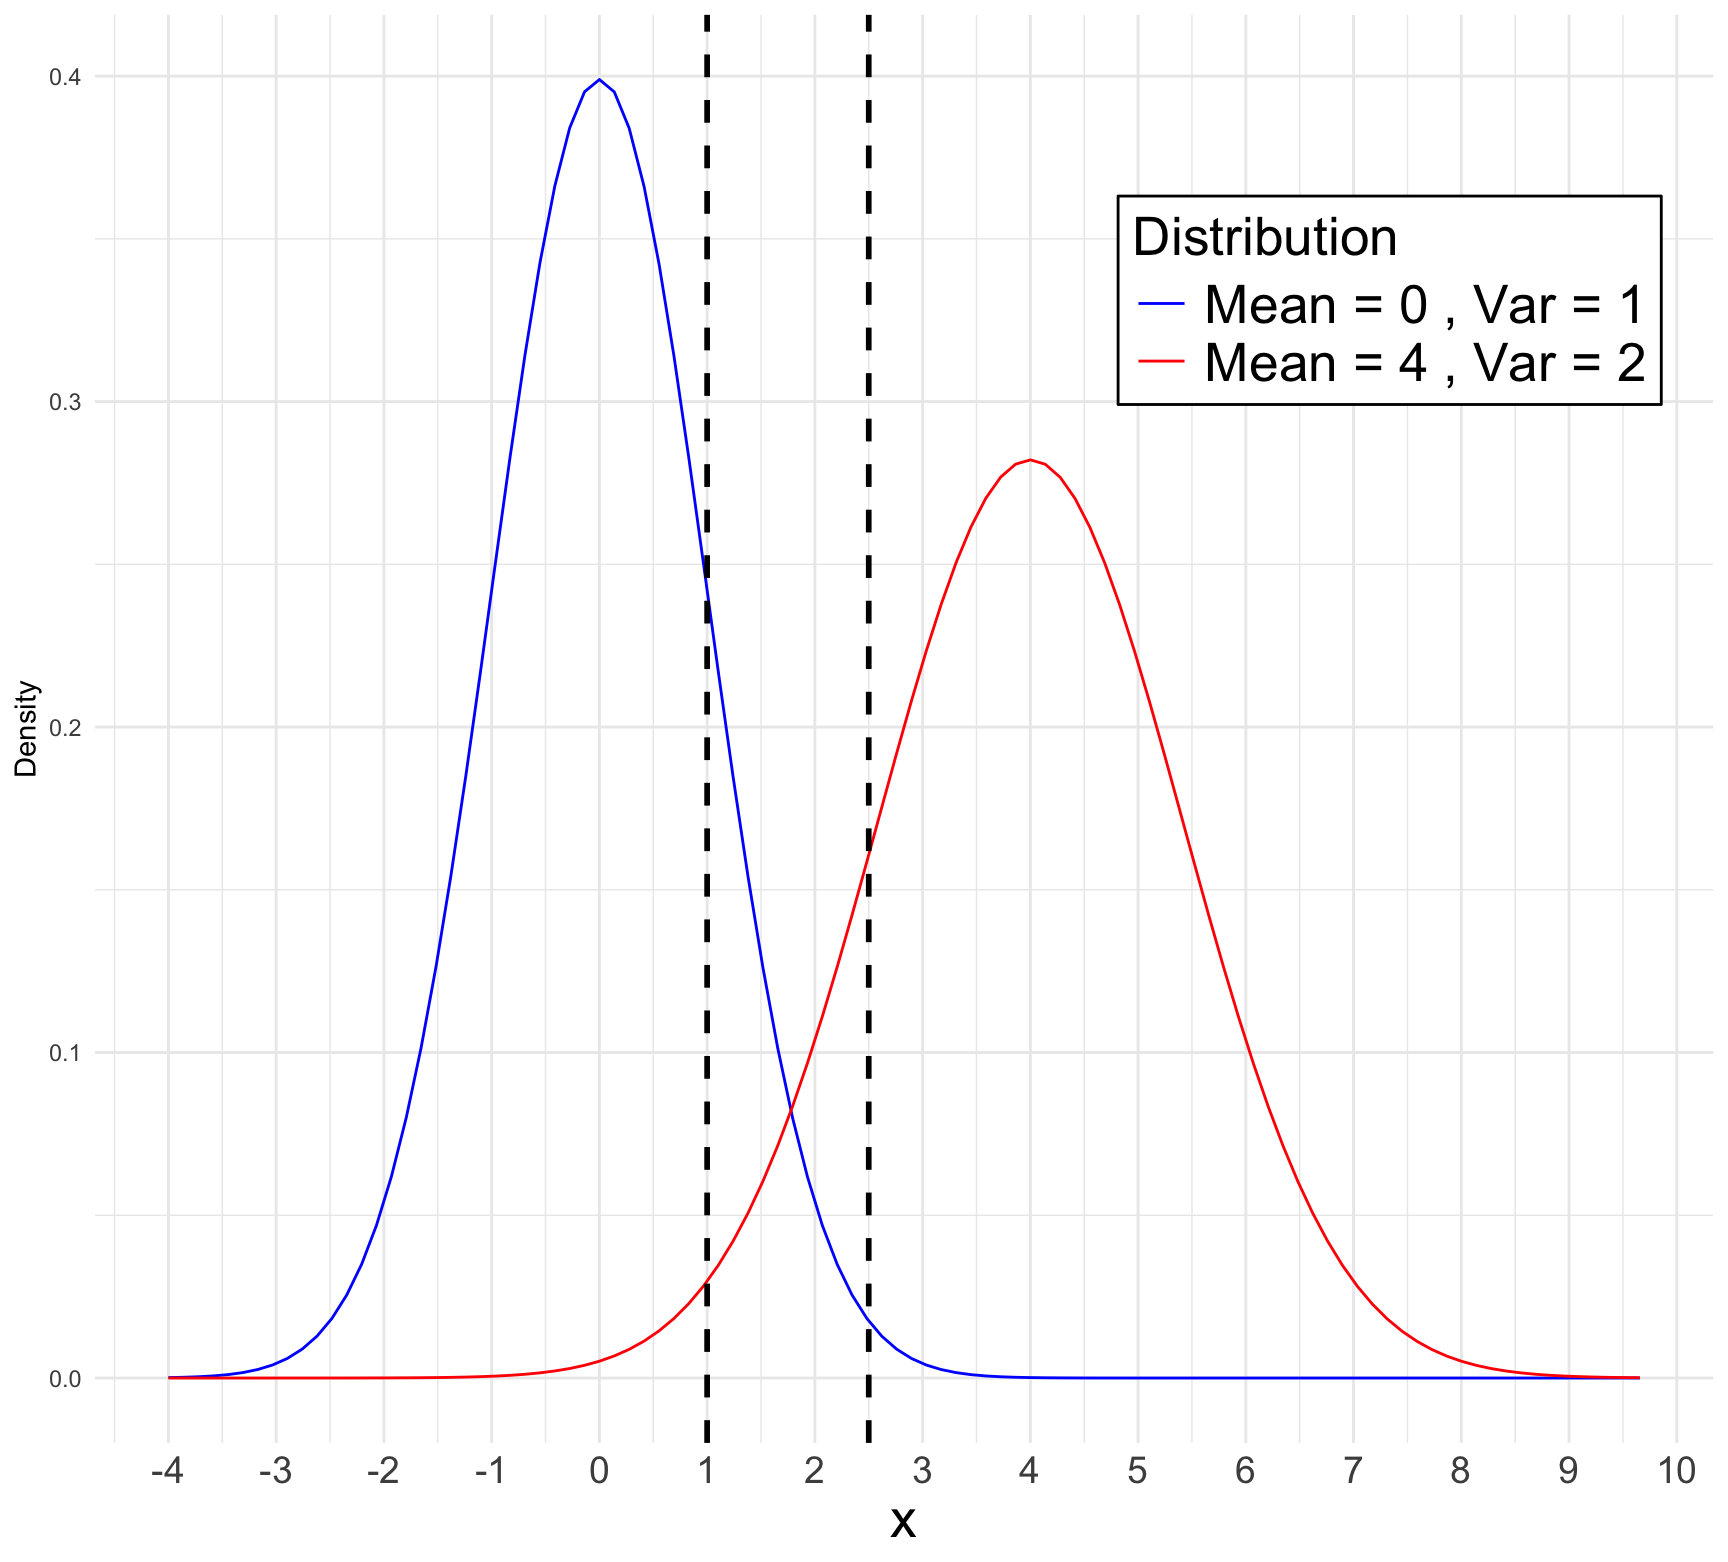 0.4
0.3
0.2
0.1
0.0
Density
Distribution
Mean = 0 , Var = 1
Mean = 4 , Var = 2
-4 -3 -2 -1 0 1 2 3 4 5 6 7 8 9 10
x